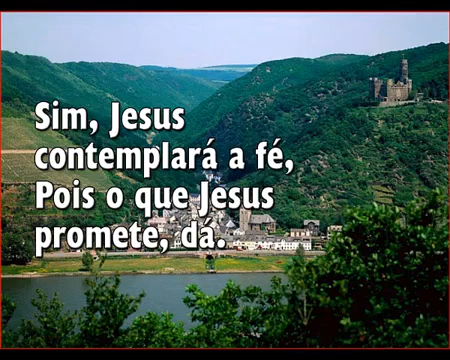 Sim, Jesus
contemplará a fé,
Pois o que Jesus
promete, dá.